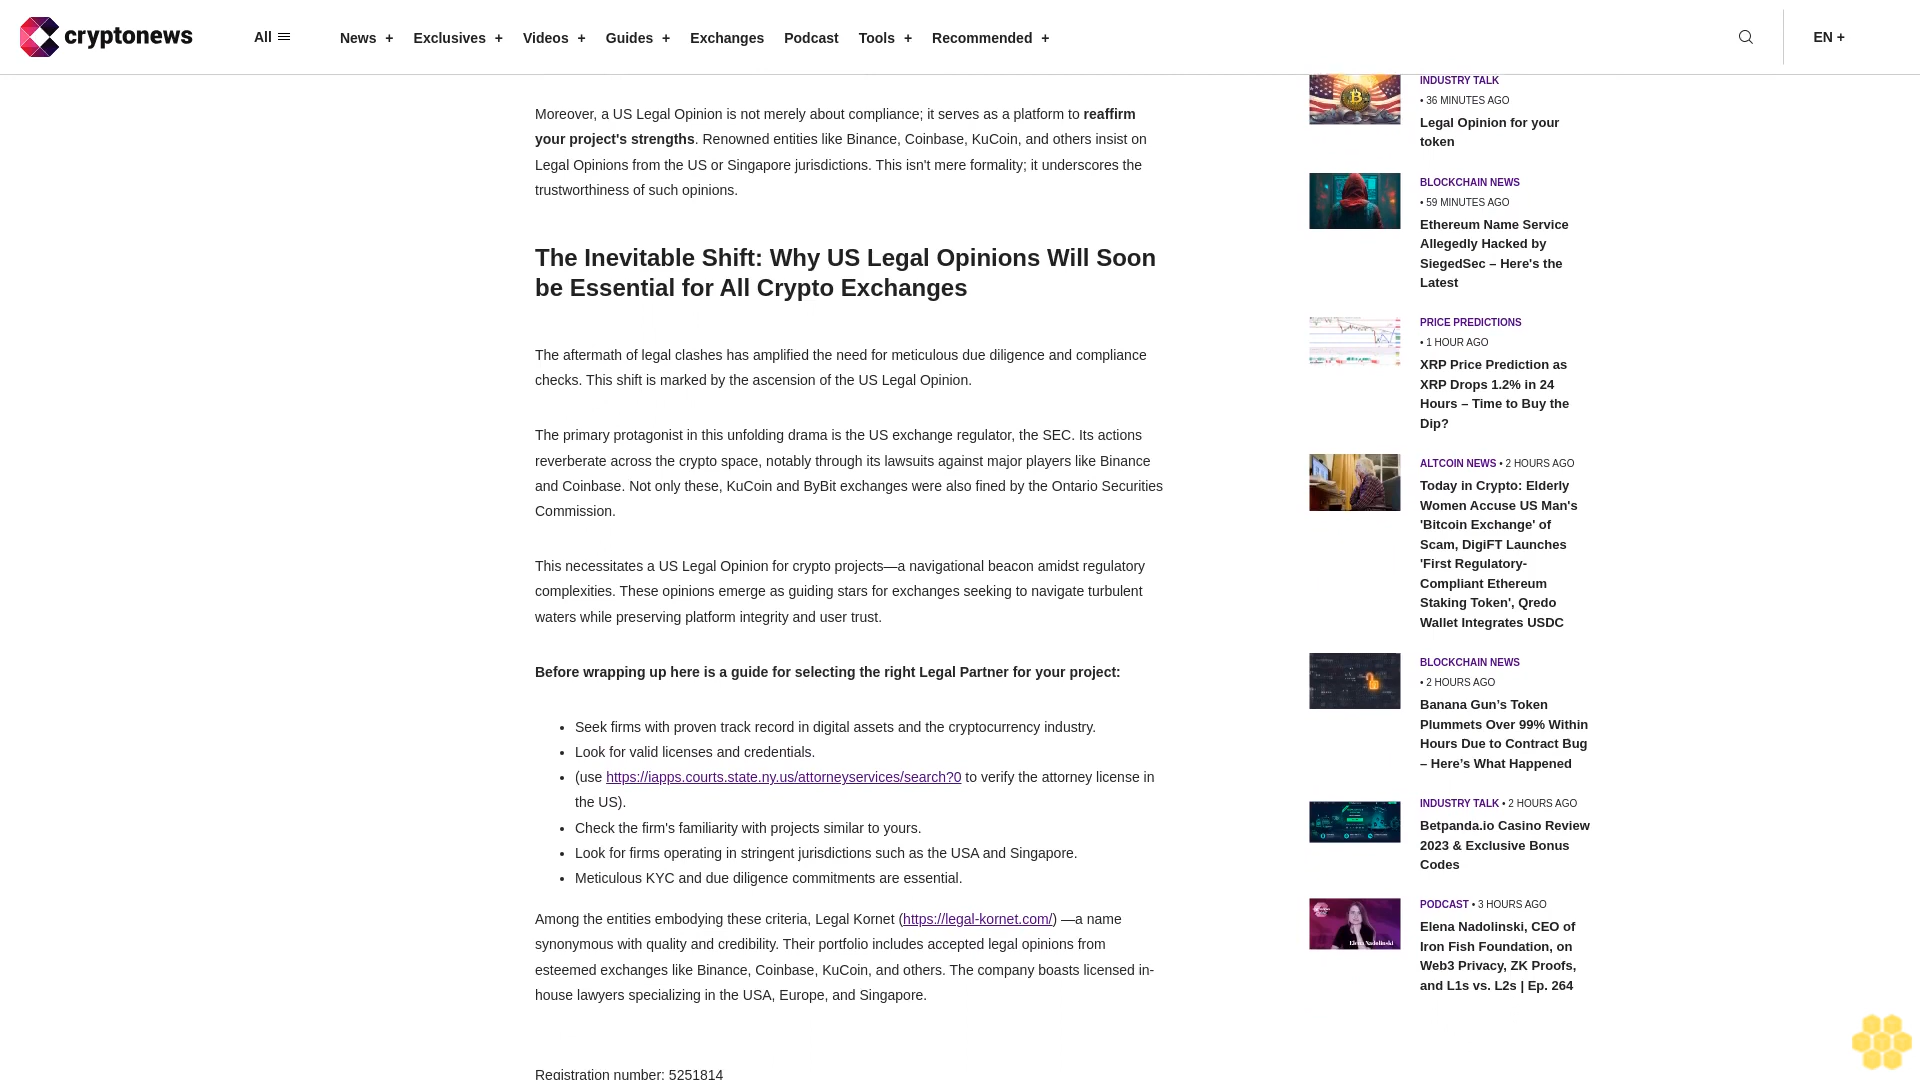 cryptonews
All
News +
Exclusives +
Videos +
Guides +
Exchanges
Podcast
Tools +
Recommended +
EN +
Moreover, a US Legal Opinion is not merely about compliance; it serves as a platform to reaffirm
your project's strengths. Renowned entities like Binance, Coinbase, KuCoin, and others insist on
Legal Opinions from the US or Singapore jurisdictions. This isn't mere formality; it underscores the
trustworthiness of such opinions.
The Inevitable Shift: Why US Legal Opinions Will Soon
be Essential for All Crypto Exchanges
The aftermath of legal clashes has amplified the need for meticulous due diligence and compliance
checks. This shift is marked by the ascension of the US Legal Opinion.
The primary protagonist in this unfolding drama is the US exchange regulator, the SEC. Its actions
reverberate across the crypto space, notably through its lawsuits against major players like Binance
and Coinbase. Not only these, KuCoin and ByBit exchanges were also fined by the Ontario Securities
Commission.
This necessitates a US Legal Opinion for crypto projects—a navigational beacon amidst regulatory
complexities. These opinions emerge as guiding stars for exchanges seeking to navigate turbulent
waters while preserving platform integrity and user trust.
Before wrapping up here is a guide for selecting the right Legal Partner for your project:
• Seek firms with proven track record in digital assets and the cryptocurrency industry.
• Look for valid licenses and credentials.
• (use https://iapps.courts.state.ny.us/attorneyservices/search?0 to verify the attorney license in
the US).
• Check the firm's familiarity with projects similar to yours.
• Look for firms operating in stringent jurisdictions such as the USA and Singapore.
• Meticulous KYC and due diligence commitments are essential.
Among the entities embodying these criteria, Legal Kornet (https://legal-kornet.com/) —a name
synonymous with quality and credibility. Their portfolio includes accepted legal opinions from
esteemed exchanges like Binance, Coinbase, KuCoin, and others. The company boasts licensed in-
house lawyers specializing in the USA, Europe, and Singapore.
Registration number: 5251814
INDUSTRY TALK
• 36 MINUTES AGO
Legal Opinion for your
token
BLOCKCHAIN NEWS
• 59 MINUTES AGO
Ethereum Name Service
Allegedly Hacked by
SiegedSec – Here's the
Latest
PRICE PREDICTIONS
• 1 HOUR AGO
XRP Price Prediction as
XRP Drops 1.2% in 24
Hours – Time to Buy the
Dip?
ALTCOIN NEWS • 2 HOURS AGO
Today in Crypto: Elderly
Women Accuse US Man's
'Bitcoin Exchange' of
Scam, DigiFT Launches
'First Regulatory-
Compliant Ethereum
Staking Token', Qredo
Wallet Integrates USDC
BLOCKCHAIN NEWS
• 2 HOURS AGO
Banana Gun’s Token
Plummets Over 99% Within
Hours Due to Contract Bug
– Here’s What Happened
INDUSTRY TALK • 2 HOURS AGO
Betpanda.io Casino Review
2023 & Exclusive Bonus
Codes
PODCAST • 3 HOURS AGO
Elena Nadolinski, CEO of
Iron Fish Foundation, on
Web3 Privacy, ZK Proofs,
and L1s vs. L2s | Ep. 264
Elena Nadolinski